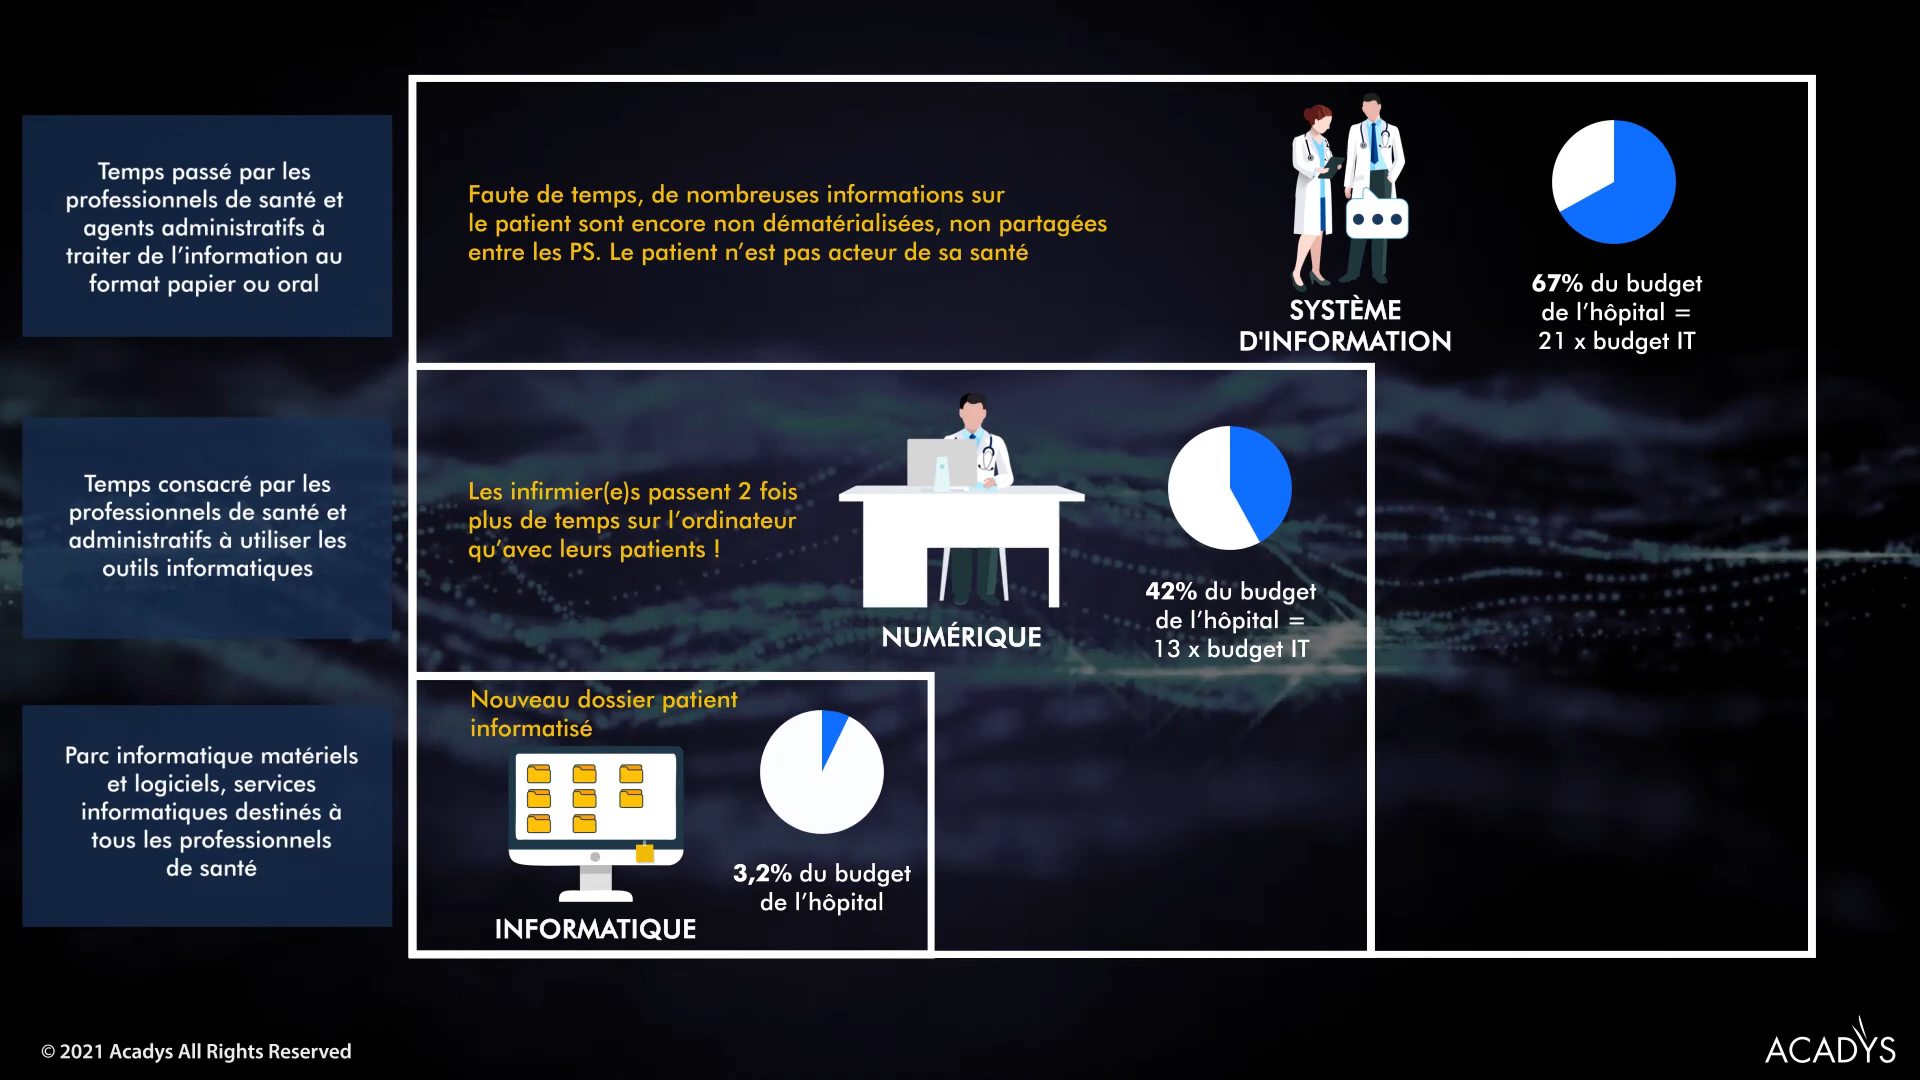 Temps passé par les
professionnels de santé et
agents administratifs à
traiter de l’information au
format papier ou oral
Faute de temps, de nombreuses informations sur
le patient sont encore non dématérialisées, non partagées
entre les PS. Le patient n’est pas acteur de sa santé
SYSTÈME
D'INFORMATION
67% du budget
de l’hôpital =
21 x budget IT
Temps consacré par les
professionnels de santé et
administratifs à utiliser les
outils informatiques
Les infirmier(e)s passent 2 fois
plus de temps sur l’ordinateur
qu’avec leurs patients !
NUMÉRIQUE
42% du budget
de l’hôpital =
13 x budget IT
Parc informatique matériels
et logiciels, services
informatiques destinés à
tous les professionnels
de santé
Nouveau dossier patient
informatisé
INFORMATIQUE
3,2% du budget
de l’hôpital
© 2021 Acadys All Rights Reserved
ACADYS